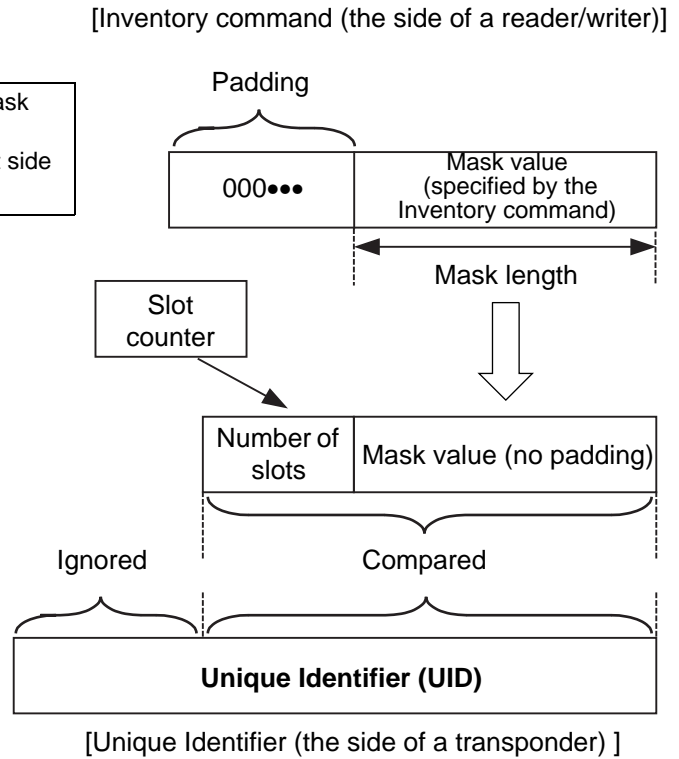 [Inventory command (the side of a reader/writer)]
side
Padding
000•••
Mask value
(specified by the
Inventory command)
Mask length
Slot
counter
Number of
slots
Mask value (no padding)
Ignored
Compared
Unique Identifier (UID)
[Unique Identifier (the side of a transponder) ]